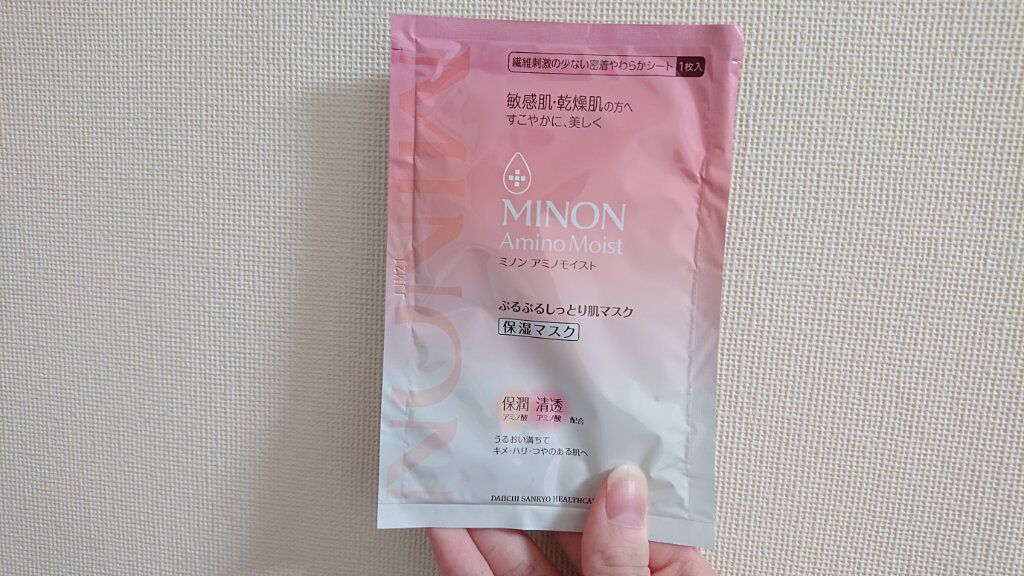 繊維刺激の少ない密着やわらかシート 1枚入
敏感肌・乾燥肌の方へ
すこやかに、美しく
MINON
MINON
Amino Moist
ミノン アミノモイスト
ぷるぷるしっとり肌マスク
保湿マスク
保潤 清透
アミノ酸 アミノ酸 配合
うるおい満ちて
キメ・ハリ・つやのある肌へ
DAIICHI SANKYO